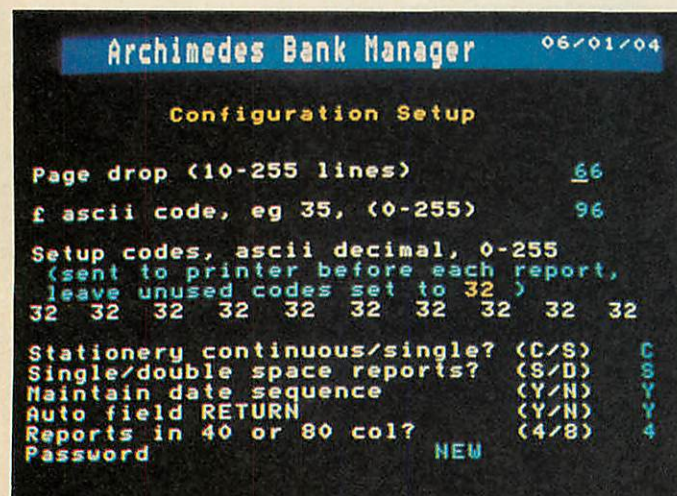 Archimedes Bank Manager 06/01/04
Configuration Setup
Page drop (10-255 lines) 66
£ ascii code, eg 35, (0-255) 96
Setup codes, ascii decimal, 0-255
(sent to printer before each report,
leave unused codes set to 32 )
32 32 32 32 32 32 32 32 32 32
Stationery continuous/single? (C/S) C
Single/double space reports? (S/D) S
Maintain date sequence (Y/N) Y
Auto field RETURN (Y/N) Y
Reports in 40 or 80 col? (4/8) 4
Password NEW